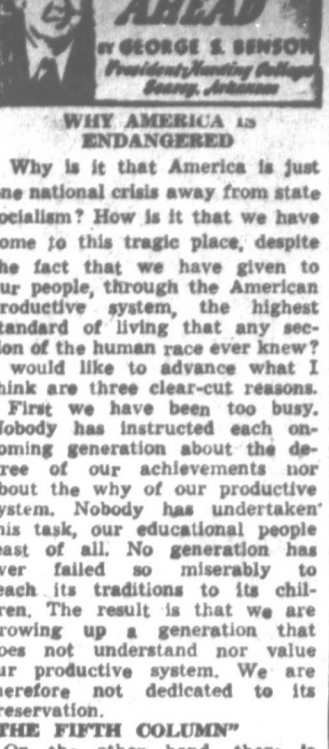 AHEAD
BY GEORGE S. BENSON
President-Harding College
Searcy, Arkansas
WHY AMERICA IS
ENDANGERED
Why is it that America is just
ne national crisis away from state
ocialism? How is it that we have
ome to this tragic place, despite
he fact that we have given to
ur people, through the American
roductive system, the highest
tandard of living that any sec-
ion of the human race ever knew?
would like to advance what I
hink are three clear-cut reasons.
First we have been too busy.
Nobody has instructed each on-
oming generation about the de-
ree of our achievements nor
bout the why of our productive
ystem. Nobody has undertaken
his task, our educational people
east of all. No generation has
ver failed so miserably to
each its traditions to its chil-
ren. The result is that we are
rowing up a generation that
oes not understand nor value
ur productive system. We are
herefore not dedicated to its
reservation.
THE FIFTH COLUMN"
On the other hand, there is